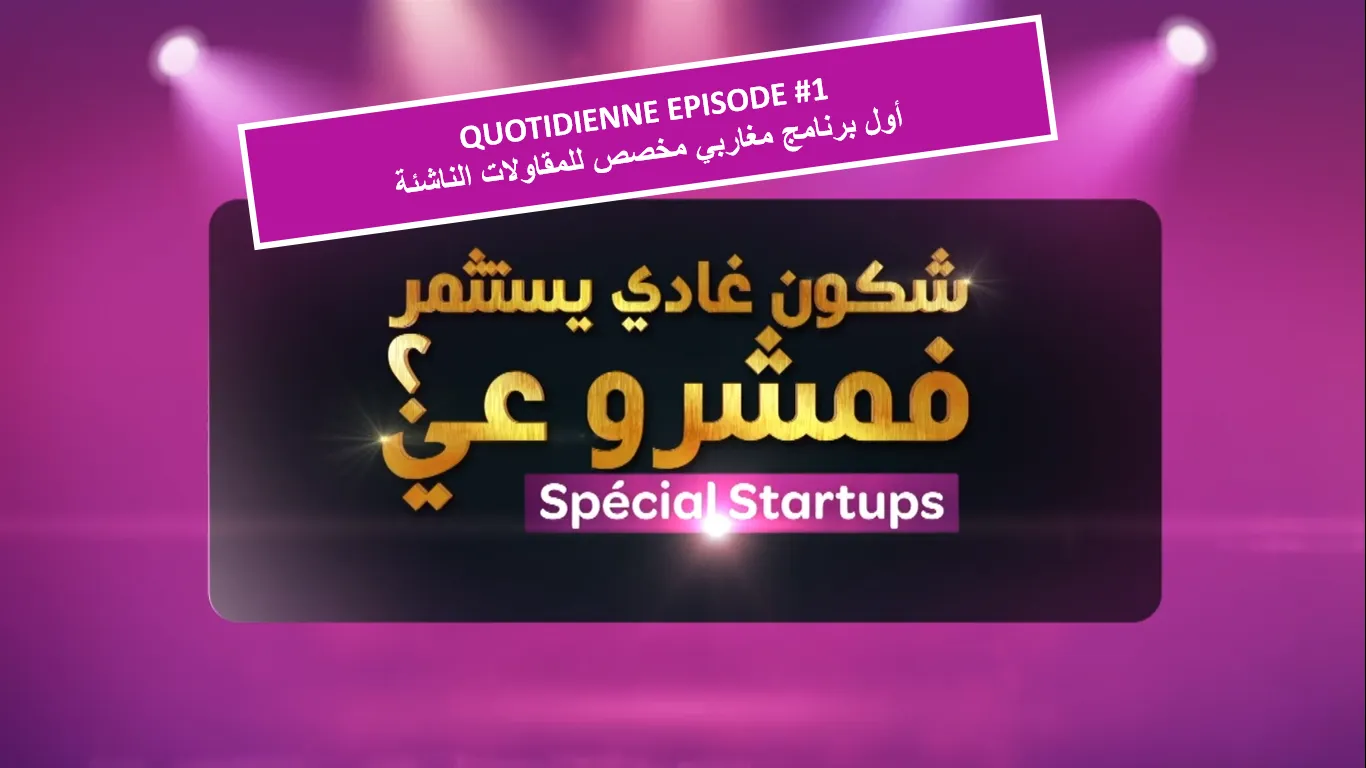 QUOTIDIENNE EPISODE #1
أول برنامج مغاربي مخصص للمقاولات الناشئة
شكون غادي يستثمر
فمشروعي؟
Spécial Startups